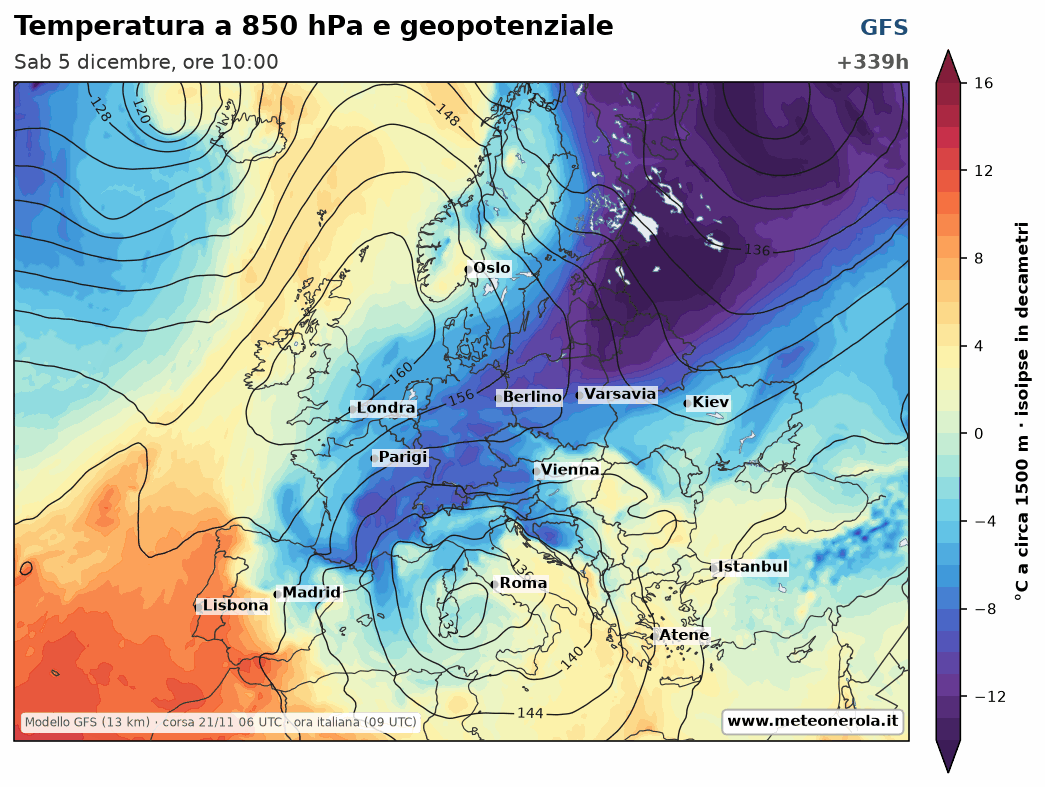 Temperatura a 850 hPa e geopotenziale
GFS
Sab 5 dicembre, ore 10:00
+339h
128
120
148
136
136
Oslo
160
156
Londra
Berlino
Varsavia
Kiev
Parigi
Vienna
Istanbul
Roma
Madrid
Lisbona
Atene
140
144
Modello GFS (13 km) · corsa 21/11 06 UTC · ora italiana (09 UTC)
www.meteonerola.it
16
12
8
4
0
−4
−8
−12
°C a circa 1500 m · Isoipse in decametri